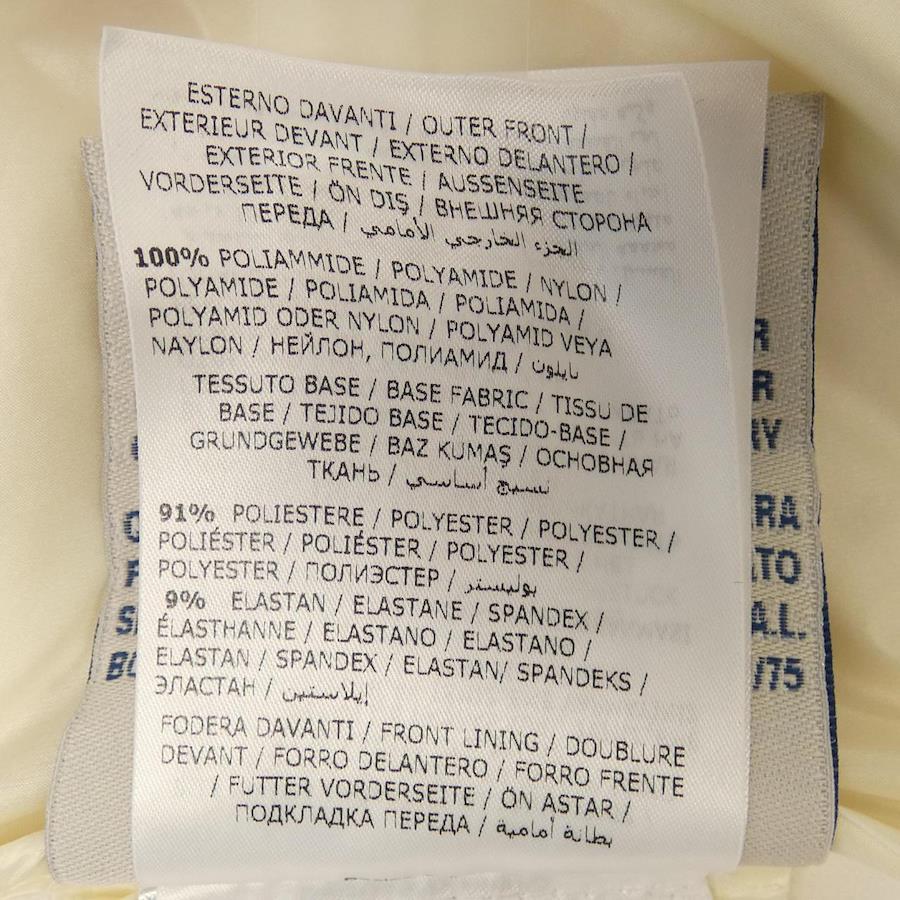 ESTERNO DAVANTI / OUTER FRONT /
EXTERIEUR DEVANT / EXTERNO DELANTERO /
EXTERIOR FRENTE / AUSSENSEITE
VORDERSEITE / ÖN DIŞ / ВНЕШНЯЯ СТОРОНА
ПЕРЕДА / الجزء الخارجي الأمامي
100% POLIAMMIDE / POLYAMIDE / NYLON /
POLYAMIDE / POLIAMIDA / POLIAMIDA /
POLYAMID ODER NYLON / POLYAMID VEYA
NAYLON / НЕЙЛОН, ПОЛИАМИД / نايلون
TESSUTO BASE / BASE FABRIC / TISSU DE
BASE / TEJIDO BASE / TECIDO-BASE /
GRUNDGEWEBE / BAZ KUMAŞ / ОСНОВНАЯ
ТКАНЬ / نسيج أساسي
91% POLIESTERE / POLYESTER / POLYESTER /
POLIÉSTER / POLIÉSTER / POLYESTER /
POLYESTER / ПОЛИЭСТЕР / بوليستر
9% ELASTAN / ELASTANE / SPANDEX /
ÉLASTHANNE / ELASTANO / ELASTANO /
ELASTAN / SPANDEX / ELASTAN/ SPANDEKS /
ЭЛАСТАН / إيلاستين
FODERA DAVANTI / FRONT LINING / DOUBLURE
DEVANT / FORRO DELANTERO / FORRO FRENTE
/ FUTTER VORDERSEITE / ÖN ASTAR /
ПОДКЛАДКА ПЕРЕДА / بطانة أمامية